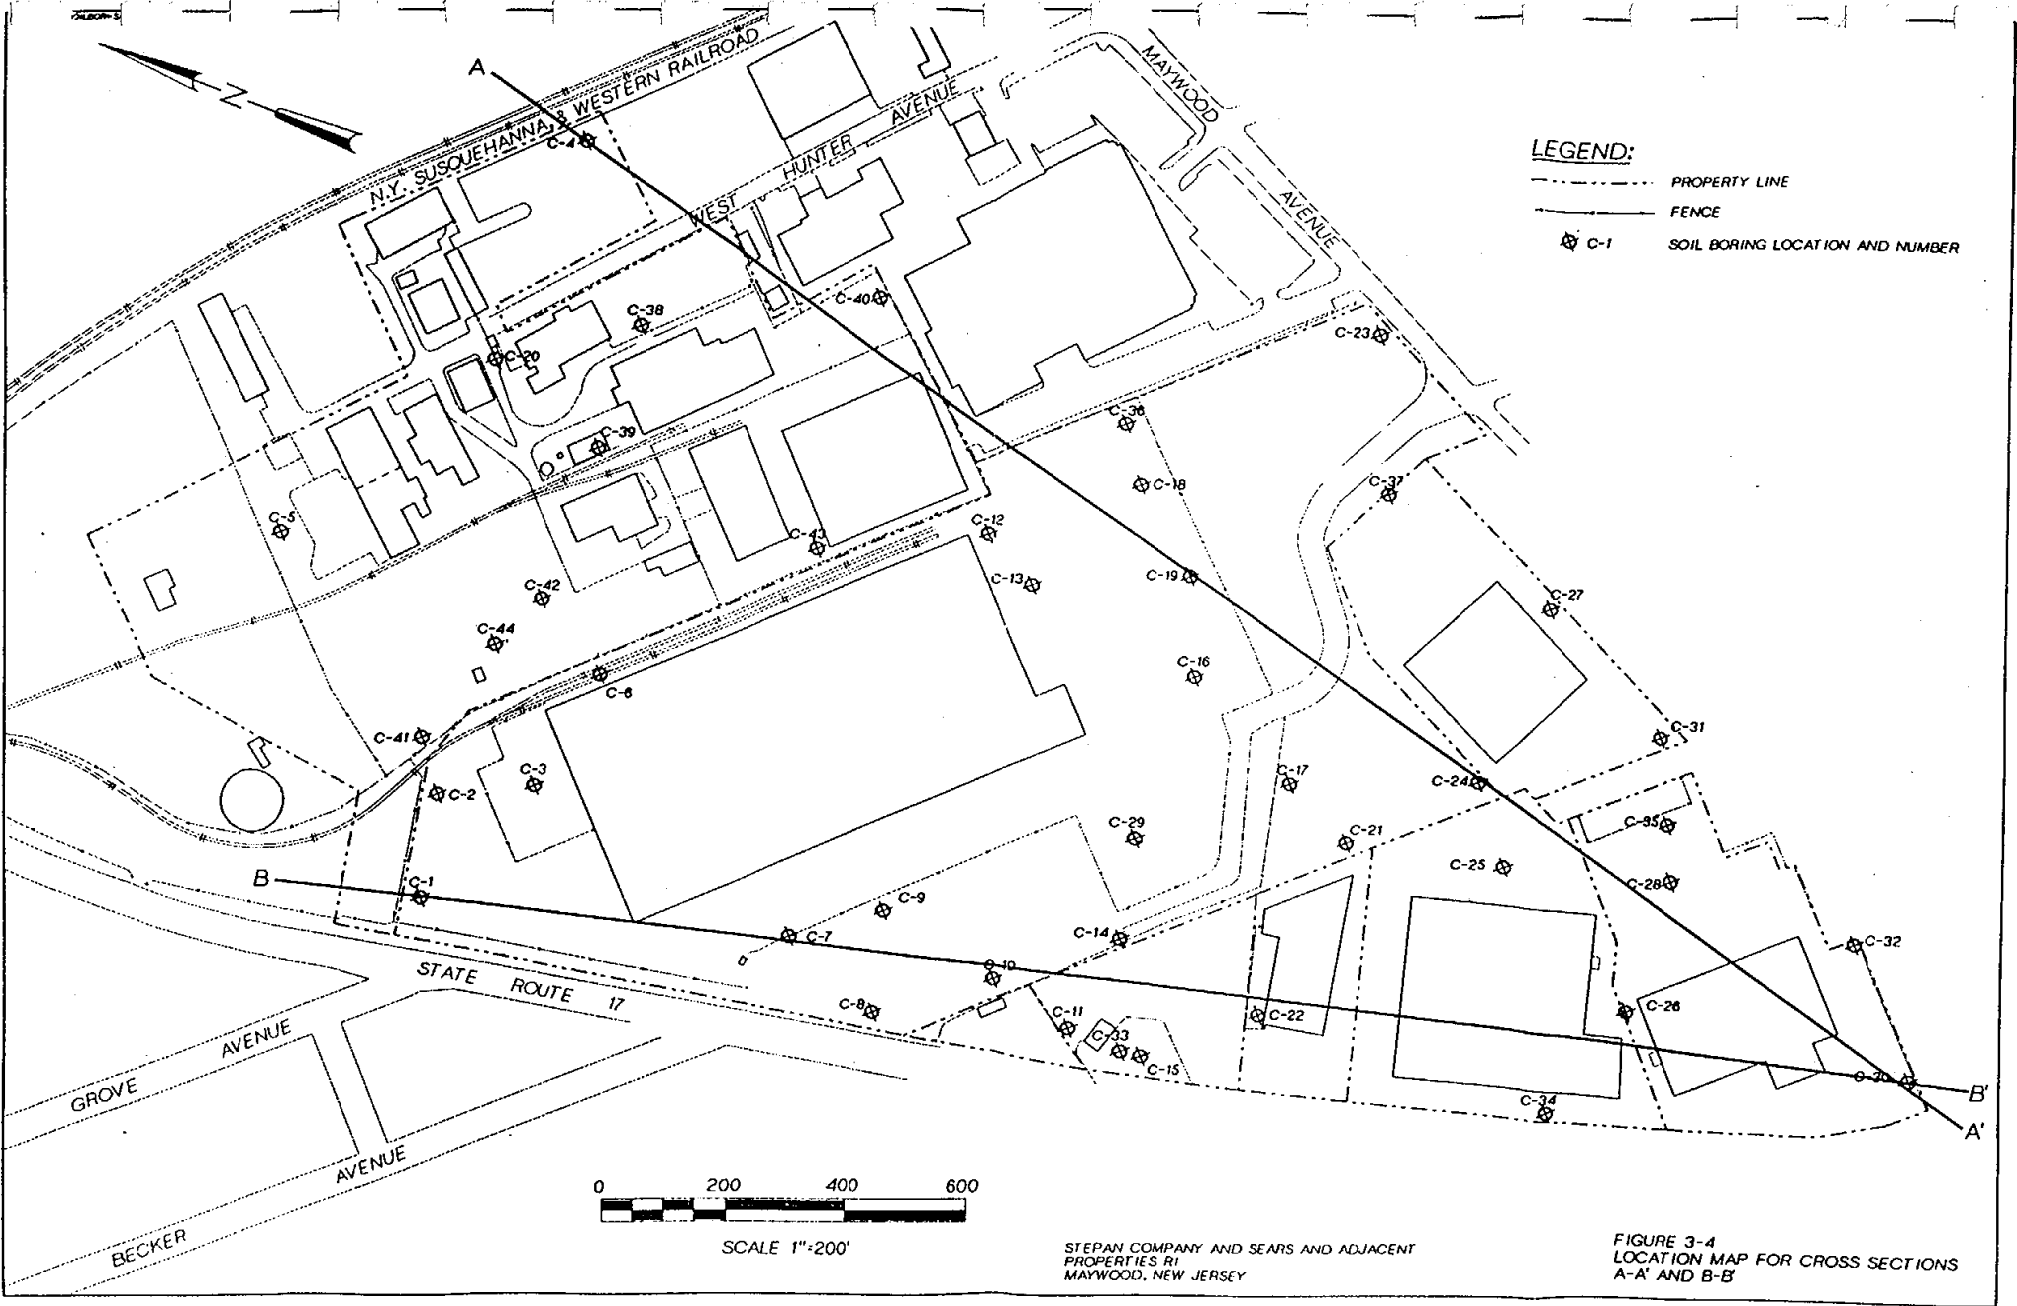 A
N
N.Y. SUSQUEHANNA & WESTERN RAILROAD
WEST HUNTER AVENUE
MAYWOOD AVENUE
LEGEND:
PROPERTY LINE
FENCE
C-1 SOIL BORING LOCATION AND NUMBER
C-4
C-40
C-38
C-20
C-23
C-39
C-36
C-37
C-18
C-5
C-12
C-43
C-13
C-19
C-42
C-27
C-44
C-16
C-6
C-41
C-31
C-3
C-2
C-17
C-24
C-29
C-21
C-35
C-25
C-28
B
C-1
C-9
C-7
C-14
C-32
C-10
STATE ROUTE 17
C-8
C-11
C-22
C-26
C-33
C-15
C-30
B'
C-34
A'
GROVE AVENUE
BECKER AVENUE
0 200 400 600
SCALE 1"=200'
STEPAN COMPANY AND SEARS AND ADJACENT
PROPERTIES RI
MAYWOOD, NEW JERSEY
FIGURE 3-4
LOCATION MAP FOR CROSS SECTIONS
A-A' AND B-B'